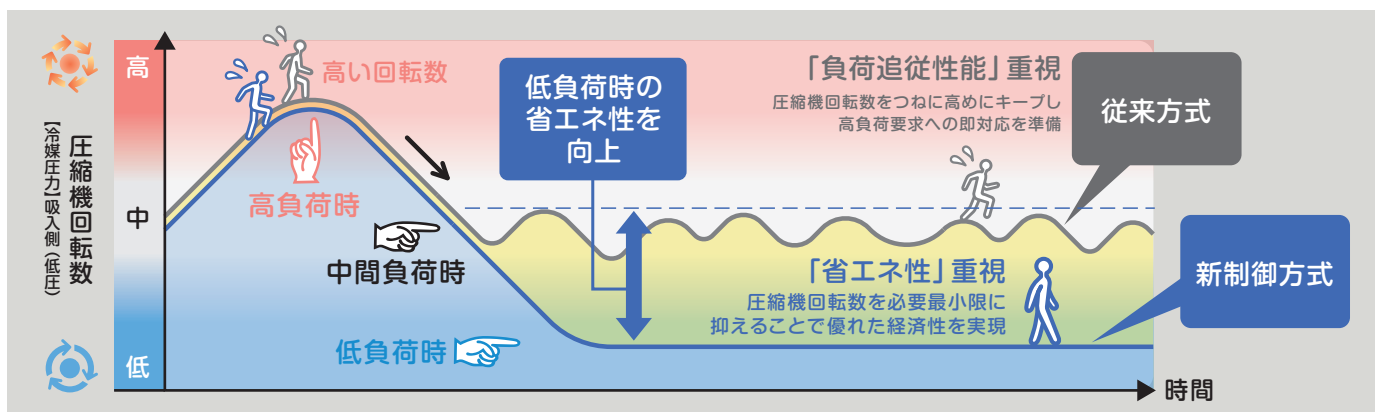 圧縮機回転数
【冷媒圧力】吸入側（低圧）
高
中
低
高い回転数
高負荷時
中間負荷時
低負荷時
低負荷時の
省エネ性を
向上
「負荷追従性能」重視
圧縮機回転数をつねに高めにキープし
高負荷要求への即対応を準備
従来方式
「省エネ性」重視
圧縮機回転数を必要最小限に
抑えることで優れた経済性を実現
新制御方式
時間